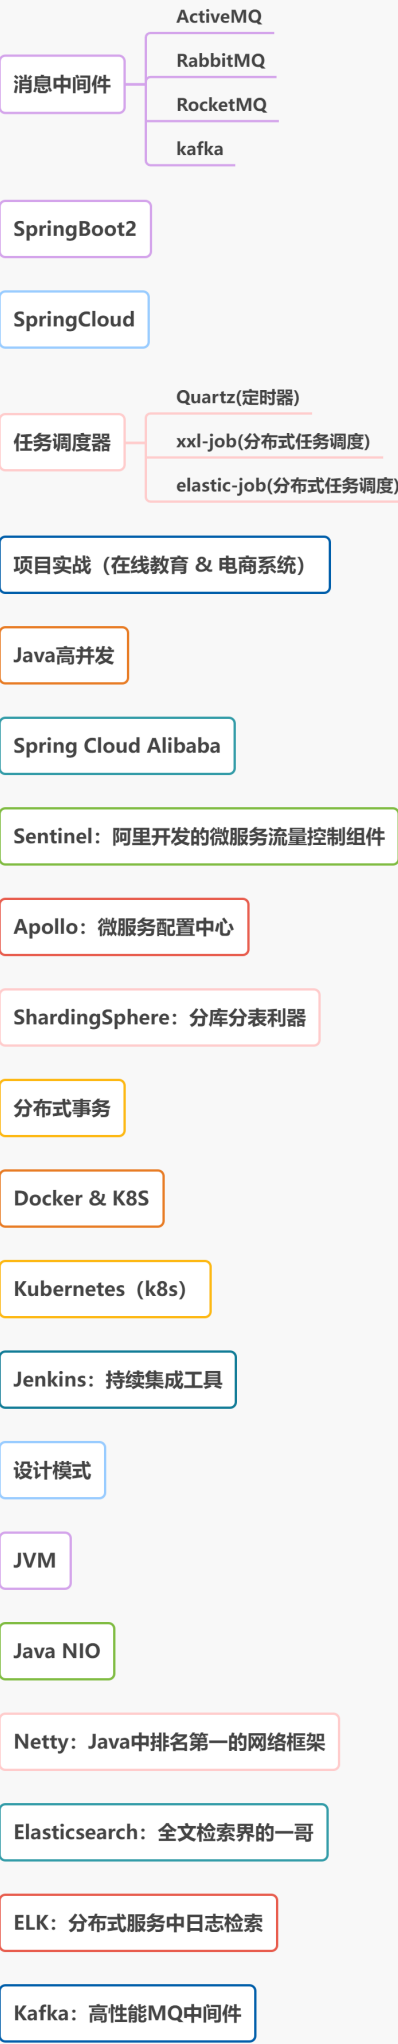 ActiveMQ
RabbitMQ
消息中间件
RocketMQ
kafka
SpringBoot2
SpringCloud
Quartz(定时器)
任务调度器
xxl-job(分布式任务调度)
elastic-job(分布式任务调度)
项目实战（在线教育 & 电商系统）
Java高并发
Spring Cloud Alibaba
Sentinel：阿里开发的微服务流量控制组件
Apollo：微服务配置中心
ShardingSphere：分库分表利器
分布式事务
Docker & K8S
Kubernetes（k8s）
Jenkins：持续集成工具
设计模式
JVM
Java NIO
Netty：Java中排名第一的网络框架
Elasticsearch：全文检索界的一哥
ELK：分布式服务中日志检索
Kafka：高性能MQ中间件